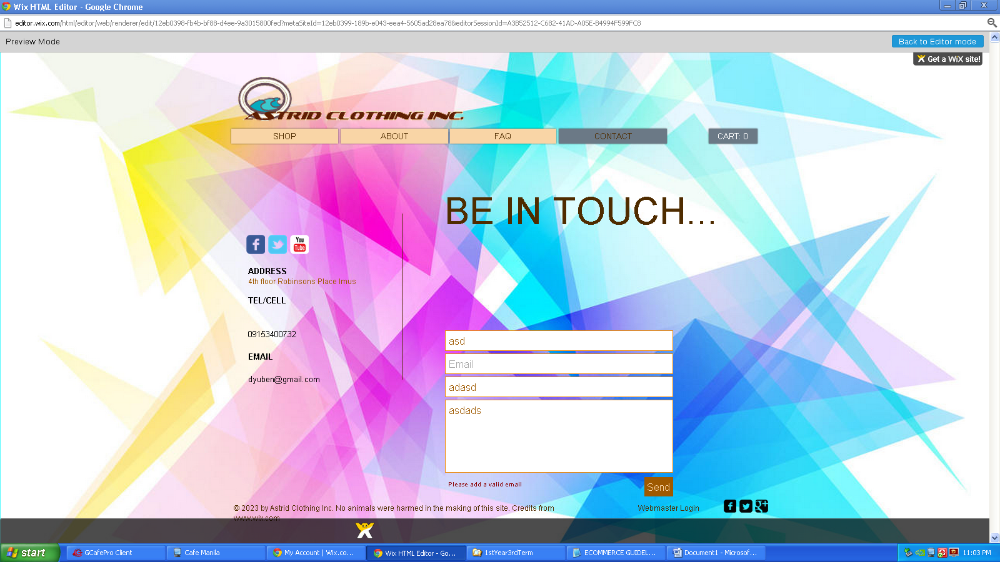 Wix HTML Editor - Google Chrome
editor.wix.com/html/editor/web/renderer/edit/12eb0398-fb4b-bf88-d4ee-9a3015800fed?metaSiteId=12eb0399-189b-e043-eea4-5605ad28ea78&editorSessionId=A3B52512-C682-41AD-A05E-B4994F599FC8
Preview Mode
Back to Editor mode
Get a WiX site!
ASTRID CLOTHING INC.
SHOP
ABOUT
FAQ
CONTACT
CART: 0
BE IN TOUCH...
You
Tube
ADDRESS
4th floor Robinsons Place Imus
TEL/CELL
09153400732
EMAIL
dyuben@gmail.com
asd
Email
adasd
asdads
Please add a valid email
Send
© 2023 by Astrid Clothing Inc. No animals were harmed in the making of this site. Credits from
www.wix.com
Webmaster Login
start
GCafePro Client
Cafe Manila
My Account | Wix.co...
Wix HTML Editor - Go...
1stYear3rdTerm
ECOMMERCE GUIDEL...
Document1 - Microsof...
11:03 PM